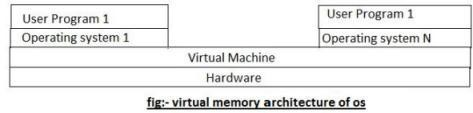 User Program 1
Operating system 1
User Program 1
Operating system N
Virtual Machine
Hardware
fig:- virtual memory architecture of os